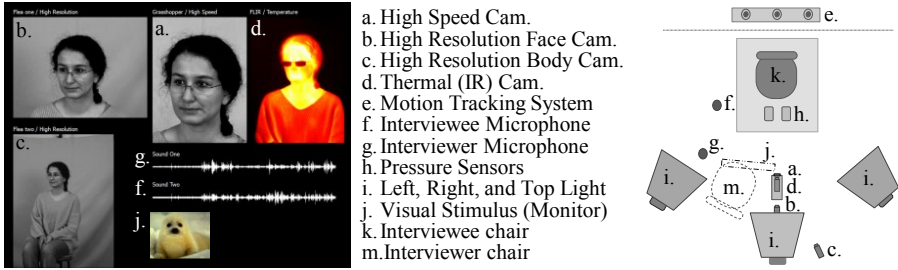 Flea one / High Resolution
b.
Grasshopper / High Speed
a.
FLIR / Temperature
d.
Flea two / High Resolution
c.
g.
Sound One
f.
Sound Two
j.
a. High Speed Cam.
b. High Resolution Face Cam.
c. High Resolution Body Cam.
d. Thermal (IR) Cam.
e. Motion Tracking System
f. Interviewee Microphone
g. Interviewer Microphone
h. Pressure Sensors
i. Left, Right, and Top Light
j. Visual Stimulus (Monitor)
k. Interviewee chair
m. Interviewer chair
e.
k.
f.
h.
g.
j.
i.
m.
a.
d.
b.
i.
i.
c.